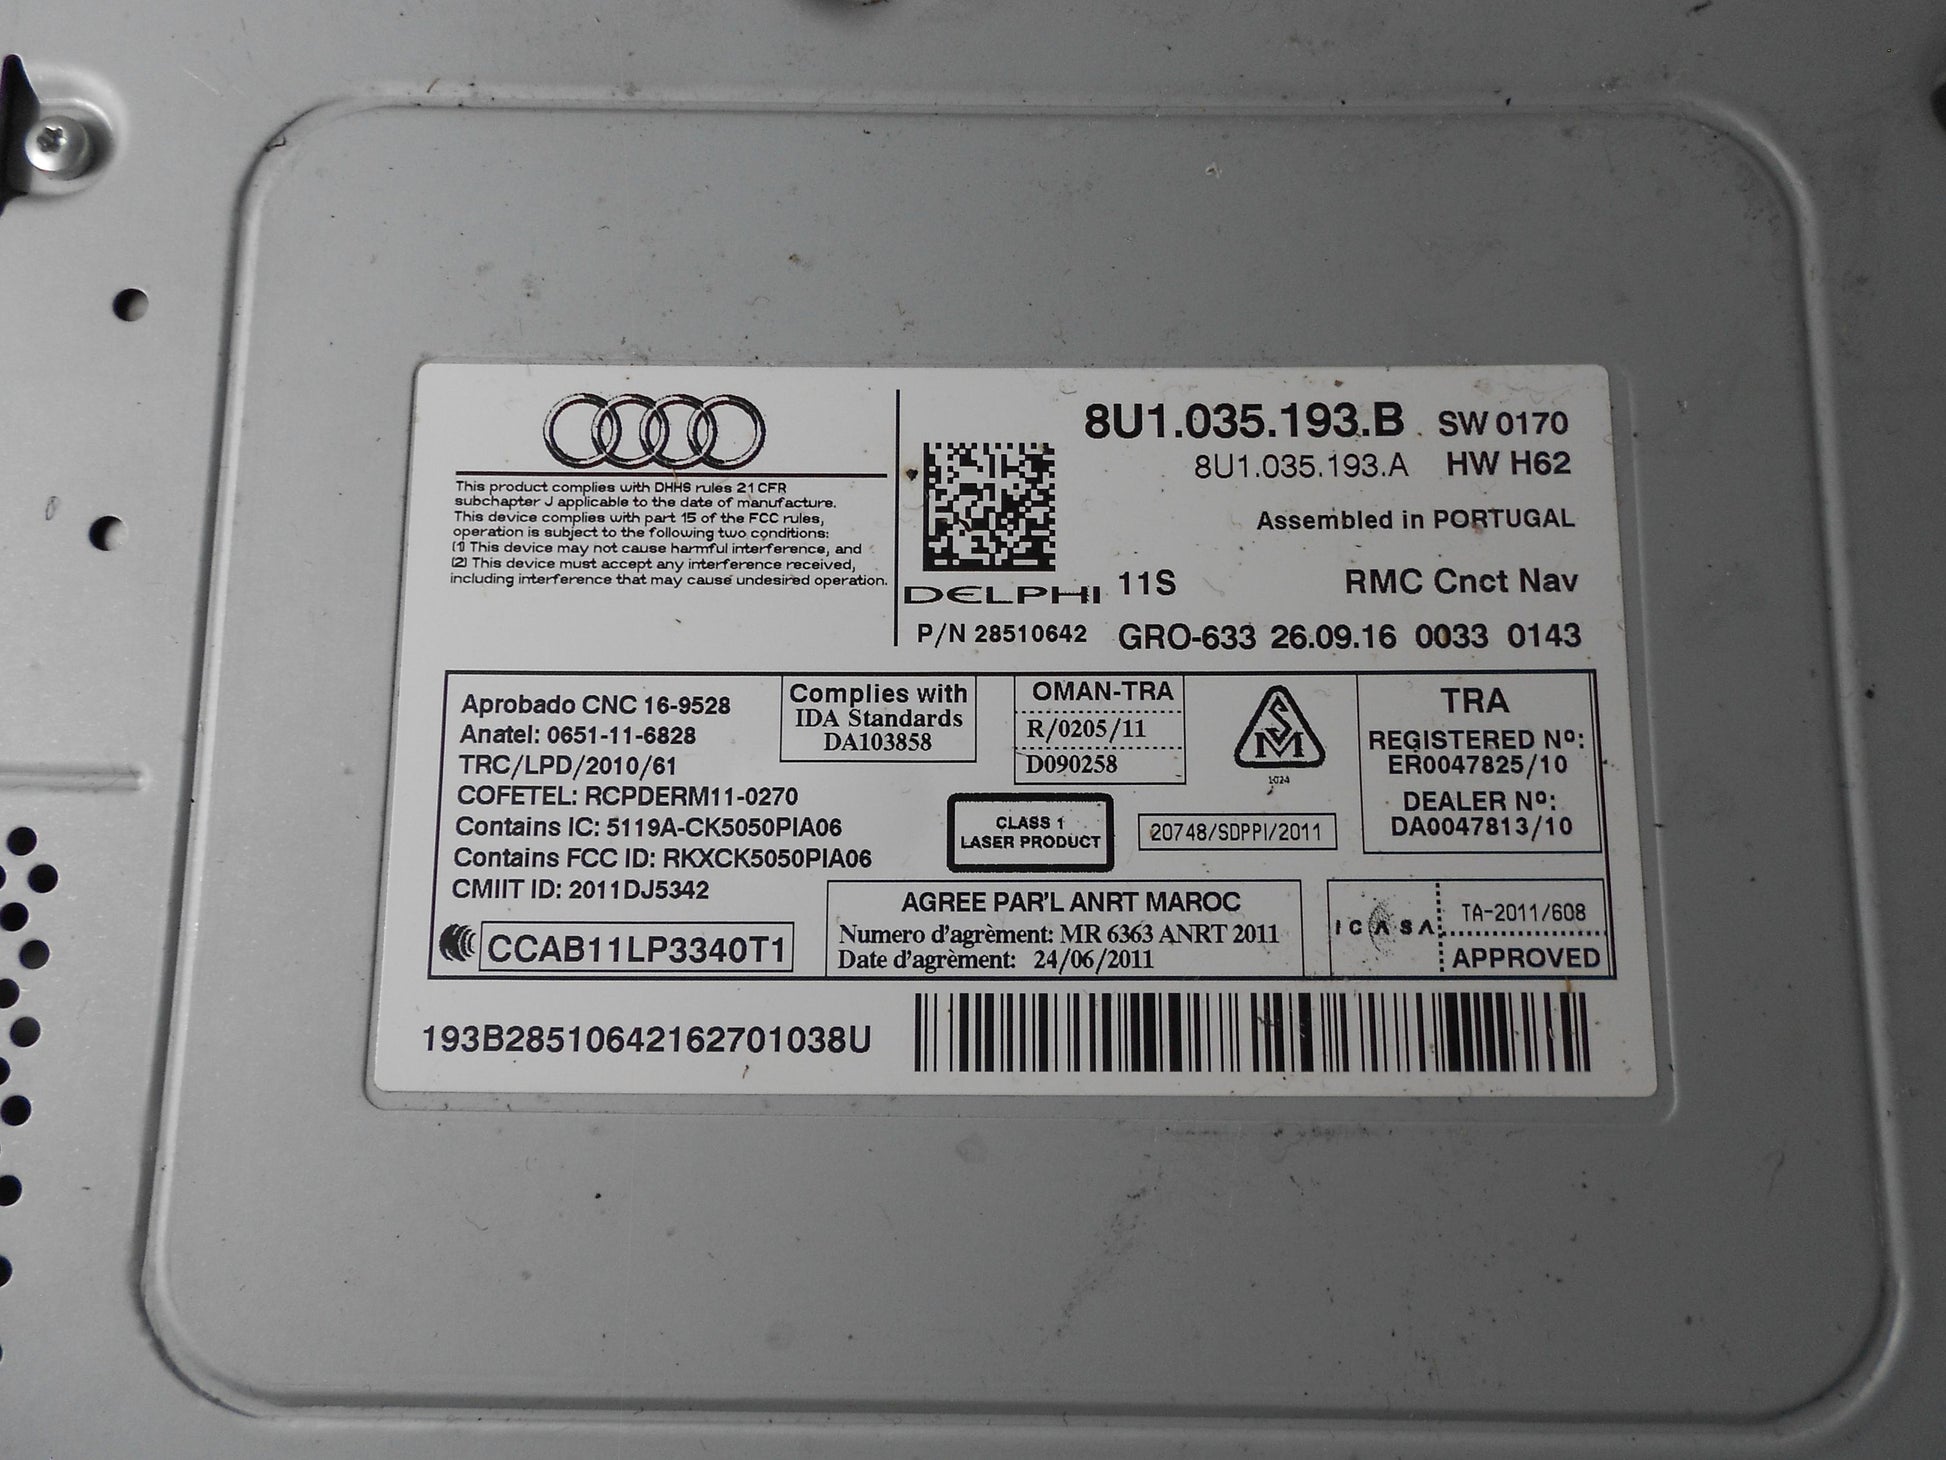 This product complies with DHHS rules 21 CFR
subchapter J applicable to the date of manufacture.
This device complies with part 15 of the FCC rules,
operation is subject to the following two conditions:
(1) This device may not cause harmful interference, and
(2) This device must accept any interference received,
including interference that may cause undesired operation.
8U1.035.193.B SW 0170
8U1.035.193.A HW H62
Assembled in PORTUGAL
DELPHI 11S RMC Cnct Nav
P/N 28510642 GRO-633 26.09.16 0033 0143
Aprobado CNC 16-9528
Anatel: 0651-11-6828
TRC/LPD/2010/61
COFETEL: RCPDERM11-0270
Contains IC: 5119A-CK5050PIA06
Contains FCC ID: RKXCK5050PIA06
CMIIT ID: 2011DJ5342
CCAB11LP3340T1
Complies with
IDA Standards
DA103858
OMAN-TRA
R/0205/11
D090258
CLASS 1
LASER PRODUCT
SM
1024
20748/SDPPI/2011
TRA
REGISTERED Nº:
ER0047825/10
DEALER Nº:
DA0047813/10
AGREE PAR'L ANRT MAROC
Numero d'agrèment: MR 6363 ANRT 2011
Date d'agrèment: 24/06/2011
ICASA
TA-2011/608
APPROVED
193B28510642162701038U